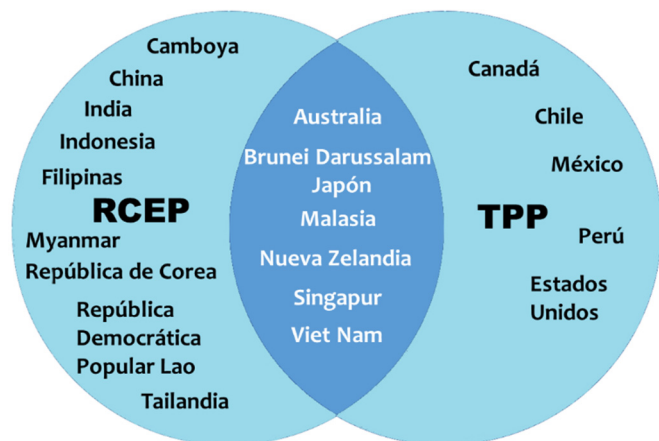 Camboya
China
India
Indonesia
Filipinas
RCEP
Myanmar
República de Corea
República
Democrática
Popular Lao
Tailandia
Australia
Brunei Darussalam
Japón
Malasia
Nueva Zelandia
Singapur
Viet Nam
Canadá
Chile
México
TPP
Perú
Estados
Unidos